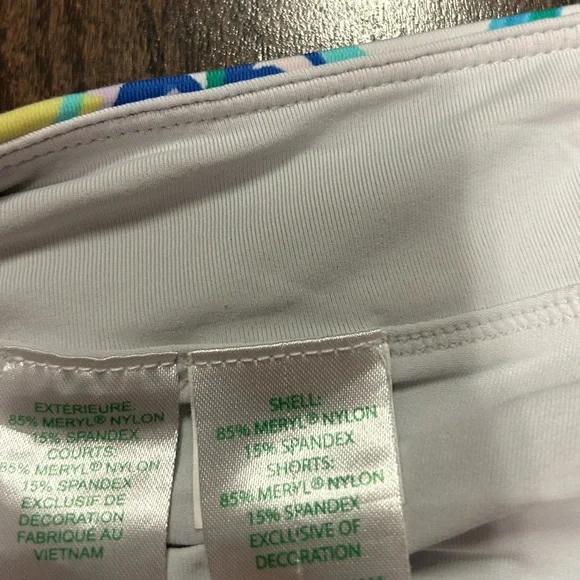 EXTÉRIEURE:
85% MERYL® NYLON
15% SPANDEX
COURTS:
85% MERYL® NYLON
15% SPANDEX
EXCLUSIF DE
DECORATION
FABRIQUÉ AU
VIETNAM
SHELL:
85% MERYL® NYLON
15% SPANDEX
SHORTS:
85% MERYL® NYLON
15% SPANDEX
EXCLUSIVE OF
DECORATION